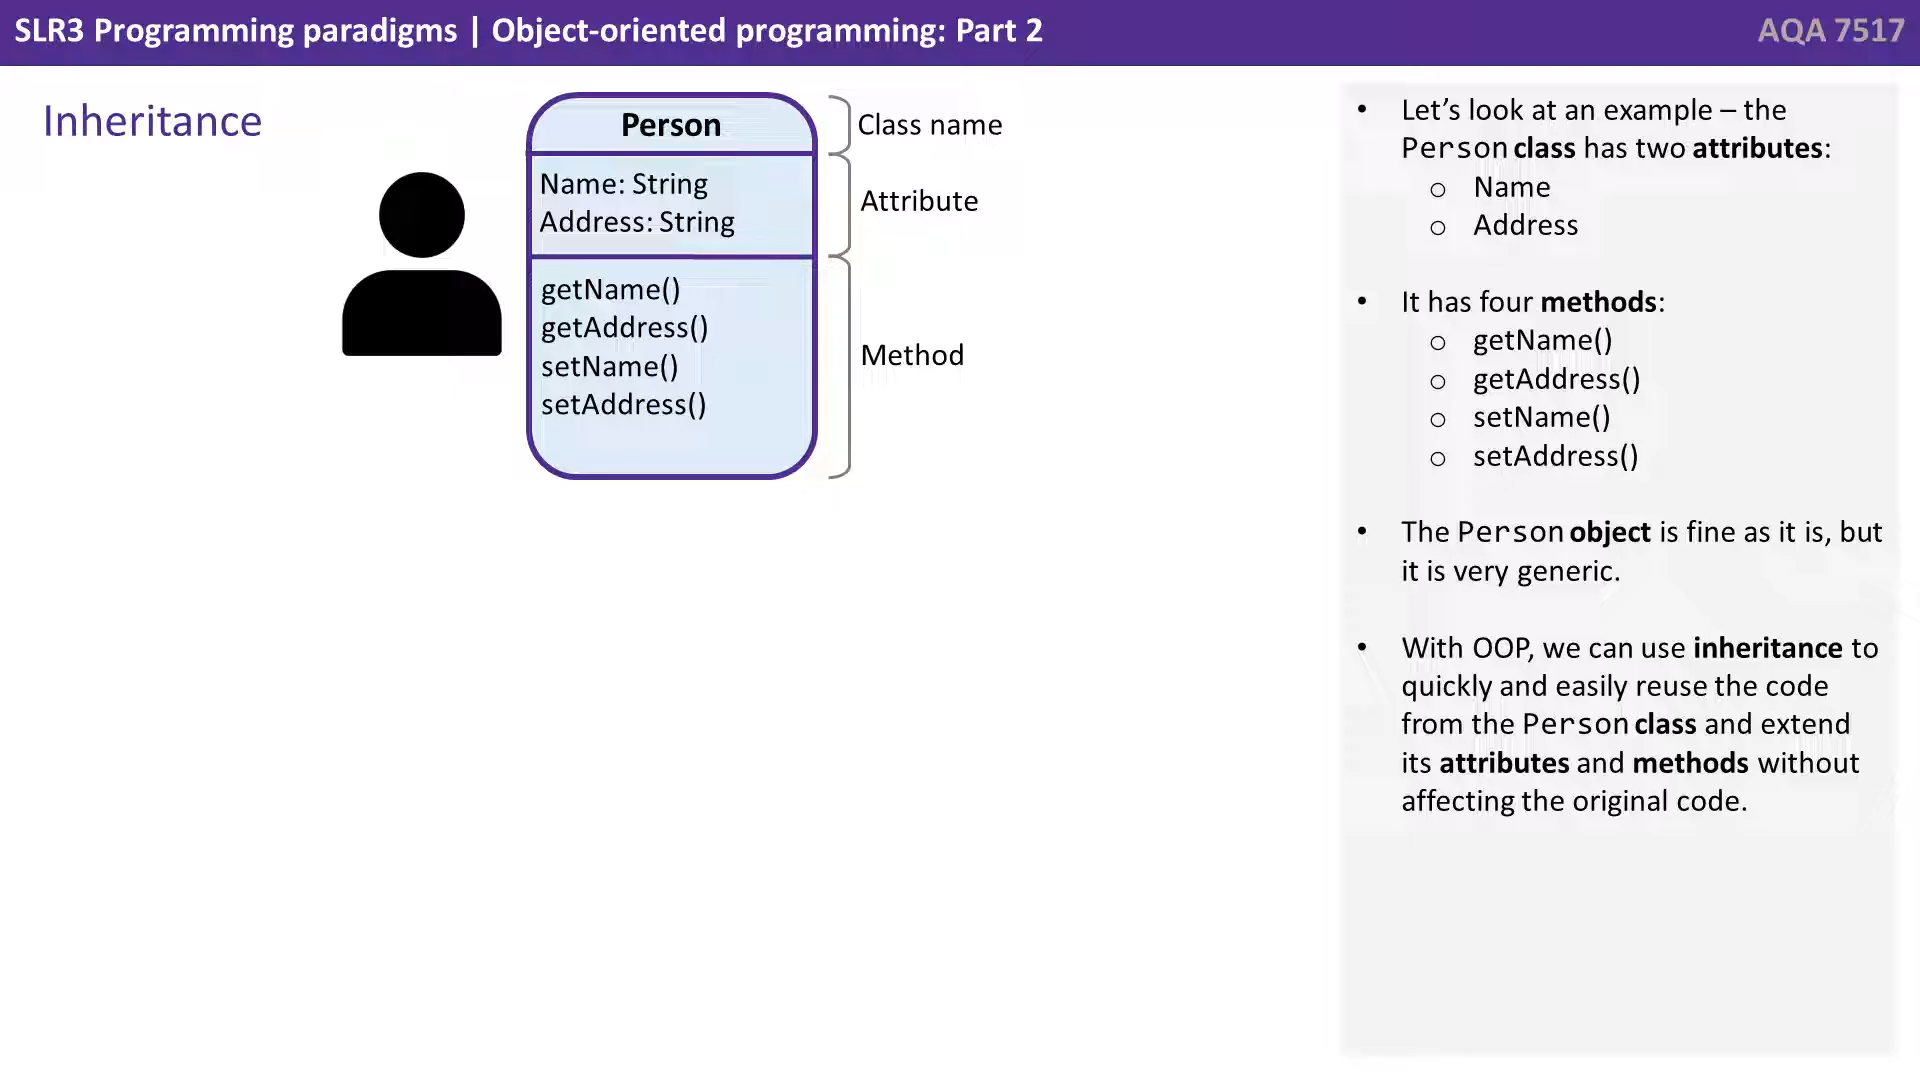 SLR3 Programming paradigms | Object-oriented programming: Part 2
AQA 7517
Inheritance
Person
Class name
Name: String
Address: String
Attribute
getName()
getAddress()
setName()
setAddress()
Method
• Let’s look at an example – the
Person class has two attributes:
o Name
o Address
• It has four methods:
o getName()
o getAddress()
o setName()
o setAddress()
• The Person object is fine as it is, but
it is very generic.
• With OOP, we can use inheritance to
quickly and easily reuse the code
from the Person class and extend
its attributes and methods without
affecting the original code.